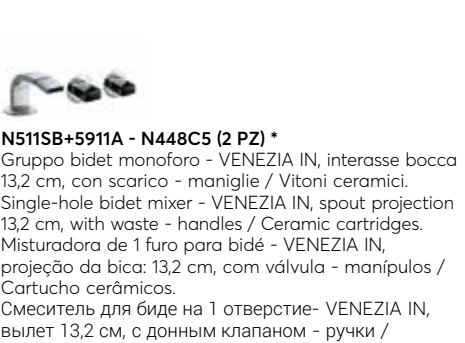 N511SB+5911A - N448C5 (2 PZ) *
Gruppo bidet monoforo - VENEZIA IN, interasse bocca
13,2 cm, con scarico - maniglie / Vitoni ceramici.
Single-hole bidet mixer - VENEZIA IN, spout projection
13,2 cm, with waste - handles / Ceramic cartridges.
Misturadora de 1 furo para bidé - VENEZIA IN,
projeção da bica: 13,2 cm, com válvula - manípulos /
Cartucho cerâmicos.
Смеситель для биде на 1 отверстие- VENEZIA IN,
вылет 13,2 см, с донным клапаном - ручки /